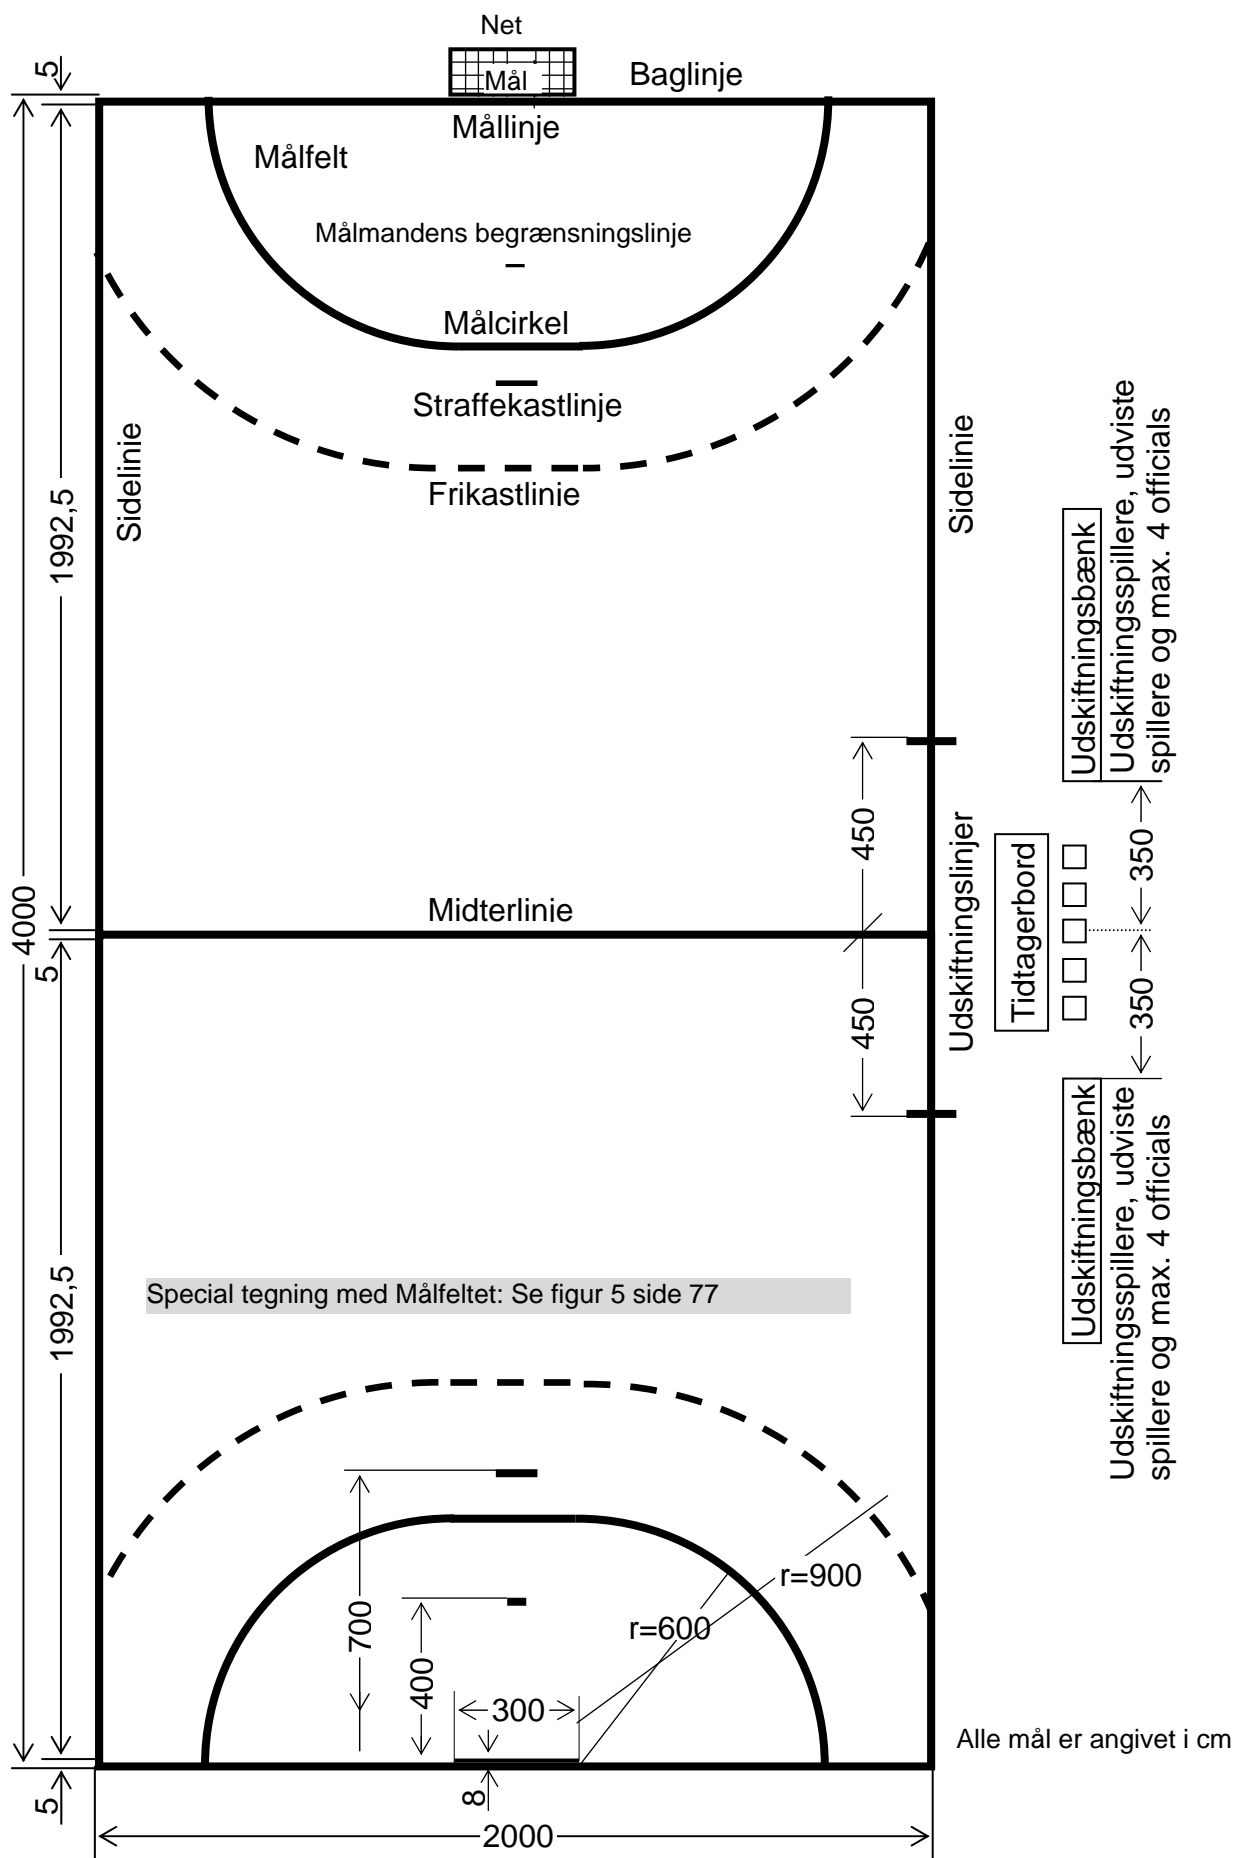 Net
5
Mål
Baglinje
Mållinje
Målfelt
Målmandens begrænsningslinje
Målcirkel
Straffekastlinje
Frikastlinie
Sidelinie
Sidelinie
1992,5
Udskiftningsbænk
Udskiftningsspillere, udviste
spillere og max. 4 officials
450
350
Udskiftningslinjer
Tidtagerbord
Midterlinie
4000
5
450
350
Udskiftningsbænk
Udskiftningsspillere, udviste
spillere og max. 4 officials
1992,5
Special tegning med Målfeltet: Se figur 5 side 77
r=900
r=600
700
400
300
Alle mål er angivet i cm
5
8
2000